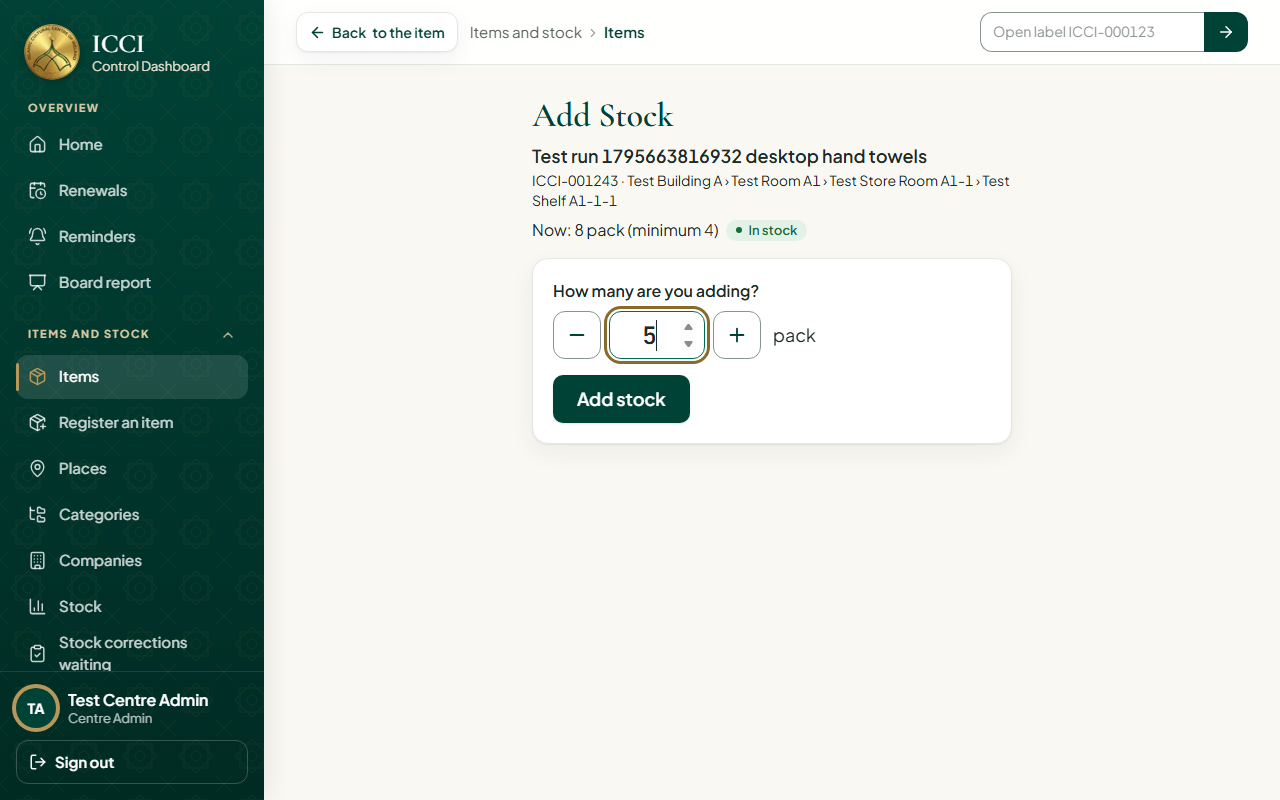 ICCI
Control Dashboard
OVERVIEW
Home
Renewals
Reminders
Board report
ITEMS AND STOCK
Items
Register an item
Places
Categories
Companies
Stock
Stock corrections
waiting
TA
Test Centre Admin
Centre Admin
Sign out
Back to the item
Items and stock › Items
Open label ICCI-000123
Add Stock
Test run 1795663816932 desktop hand towels
ICCI-001243 · Test Building A › Test Room A1 › Test Store Room A1-1 › Test
Shelf A1-1-1
Now: 8 pack (minimum 4)
In stock
How many are you adding?
5
pack
Add stock